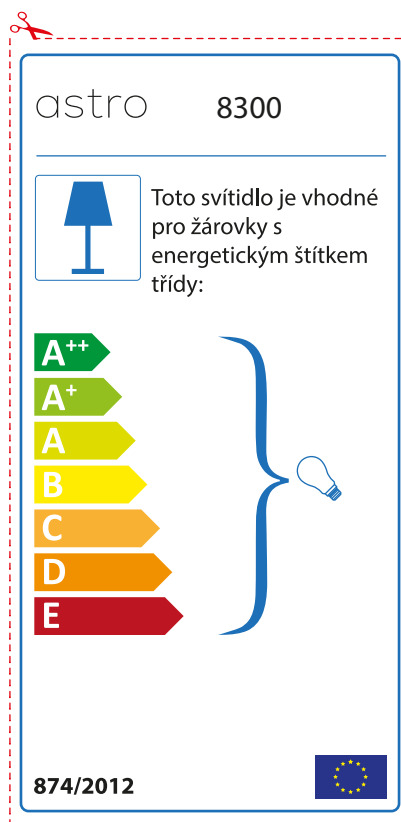 astro 8300
Toto svítidlo je vhodné
pro žárovky s
energetickým štítkem
třídy:
A++
A+
A
B
C
D
E
874/2012